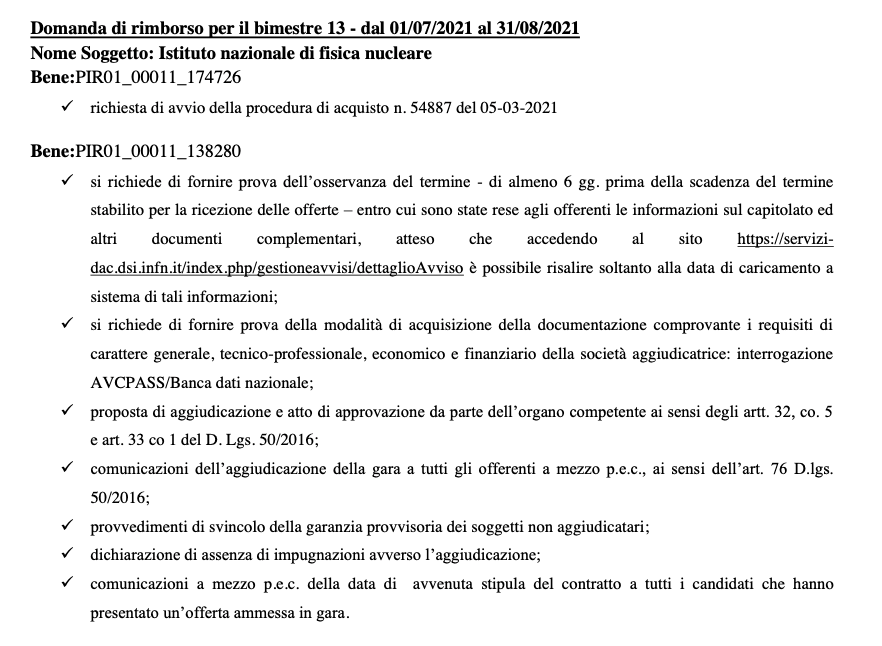 Domanda di rimborso per il bimestre 13 - dal 01/07/2021 al 31/08/2021
Nome Soggetto: Istituto nazionale di fisica nucleare
Bene:PIR01_00011_174726
✓ richiesta di avvio della procedura di acquisto n. 54887 del 05-03-2021
Bene:PIR01_00011_138280
✓ si richiede di fornire prova dell’osservanza del termine - di almeno 6 gg. prima della scadenza del termine
stabilito per la ricezione delle offerte – entro cui sono state rese agli offerenti le informazioni sul capitolato ed
altri documenti complementari, atteso che accedendo al sito https://servizi-
dac.dsi.infn.it/index.php/gestioneavvisi/dettaglioAvviso è possibile risalire soltanto alla data di caricamento a
sistema di tali informazioni;
✓ si richiede di fornire prova della modalità di acquisizione della documentazione comprovante i requisiti di
carattere generale, tecnico-professionale, economico e finanziario della società aggiudicatrice: interrogazione
AVCPASS/Banca dati nazionale;
✓ proposta di aggiudicazione e atto di approvazione da parte dell’organo competente ai sensi degli artt. 32, co. 5
e art. 33 co 1 del D. Lgs. 50/2016;
✓ comunicazioni dell’aggiudicazione della gara a tutti gli offerenti a mezzo p.e.c., ai sensi dell’art. 76 D.lgs.
50/2016;
✓ provvedimenti di svincolo della garanzia provvisoria dei soggetti non aggiudicatari;
✓ dichiarazione di assenza di impugnazioni avverso l’aggiudicazione;
✓ comunicazioni a mezzo p.e.c. della data di avvenuta stipula del contratto a tutti i candidati che hanno
presentato un’offerta ammessa in gara.